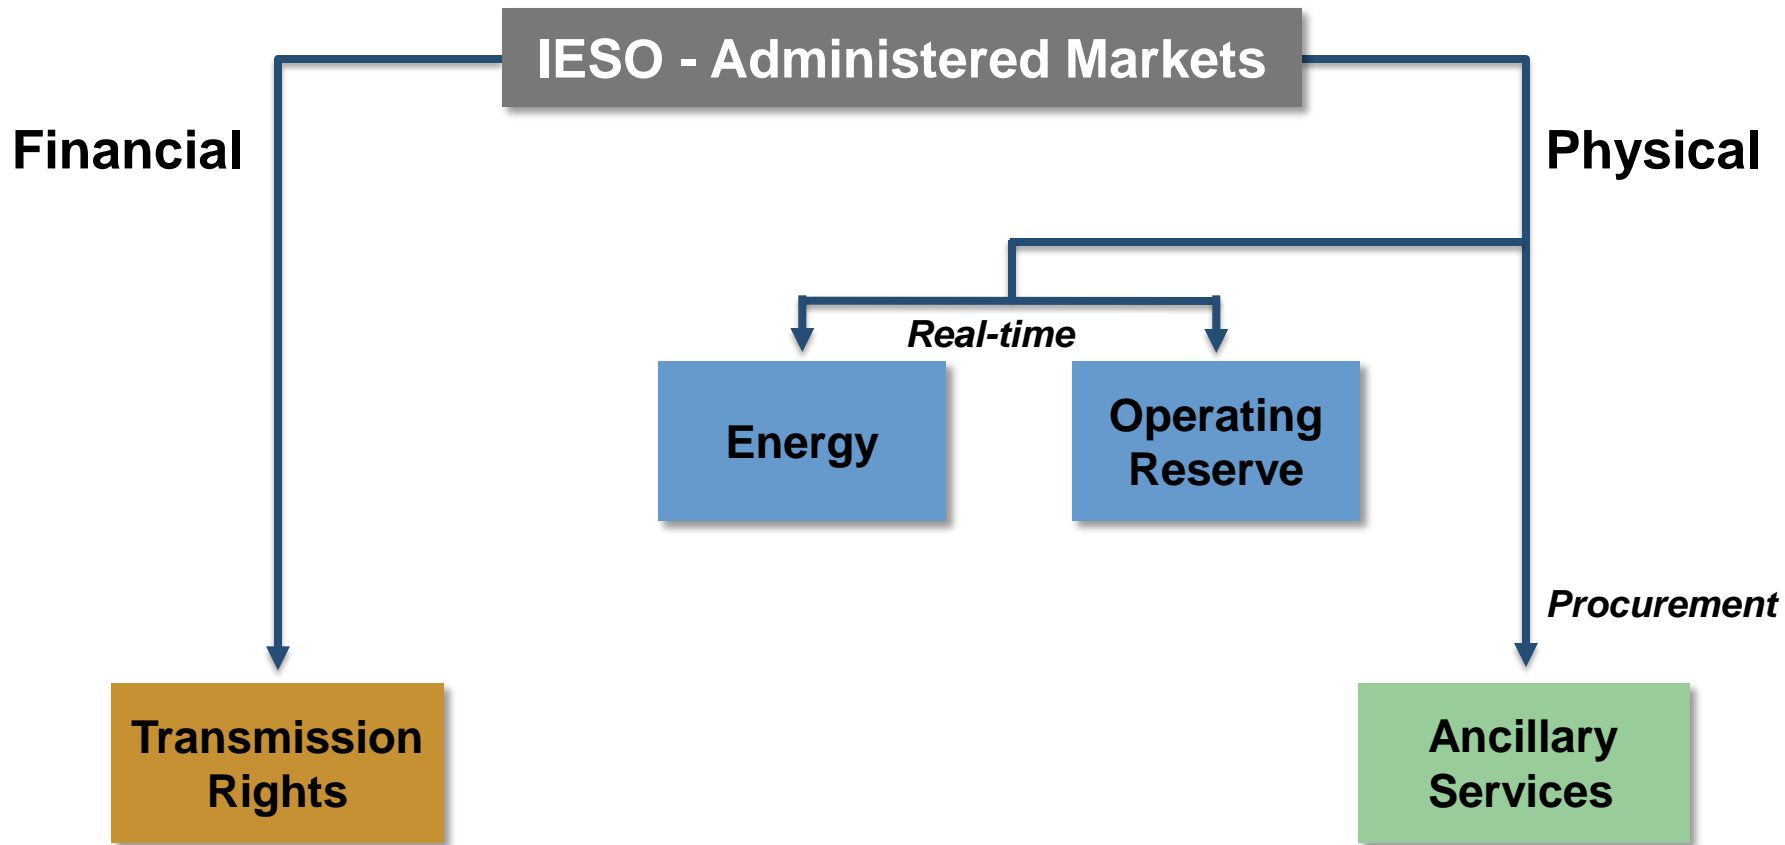 IESO - Administered Markets
Financial
Physical
Real-time
Energy
Operating
Reserve
Procurement
Transmission
Rights
Ancillary
Services